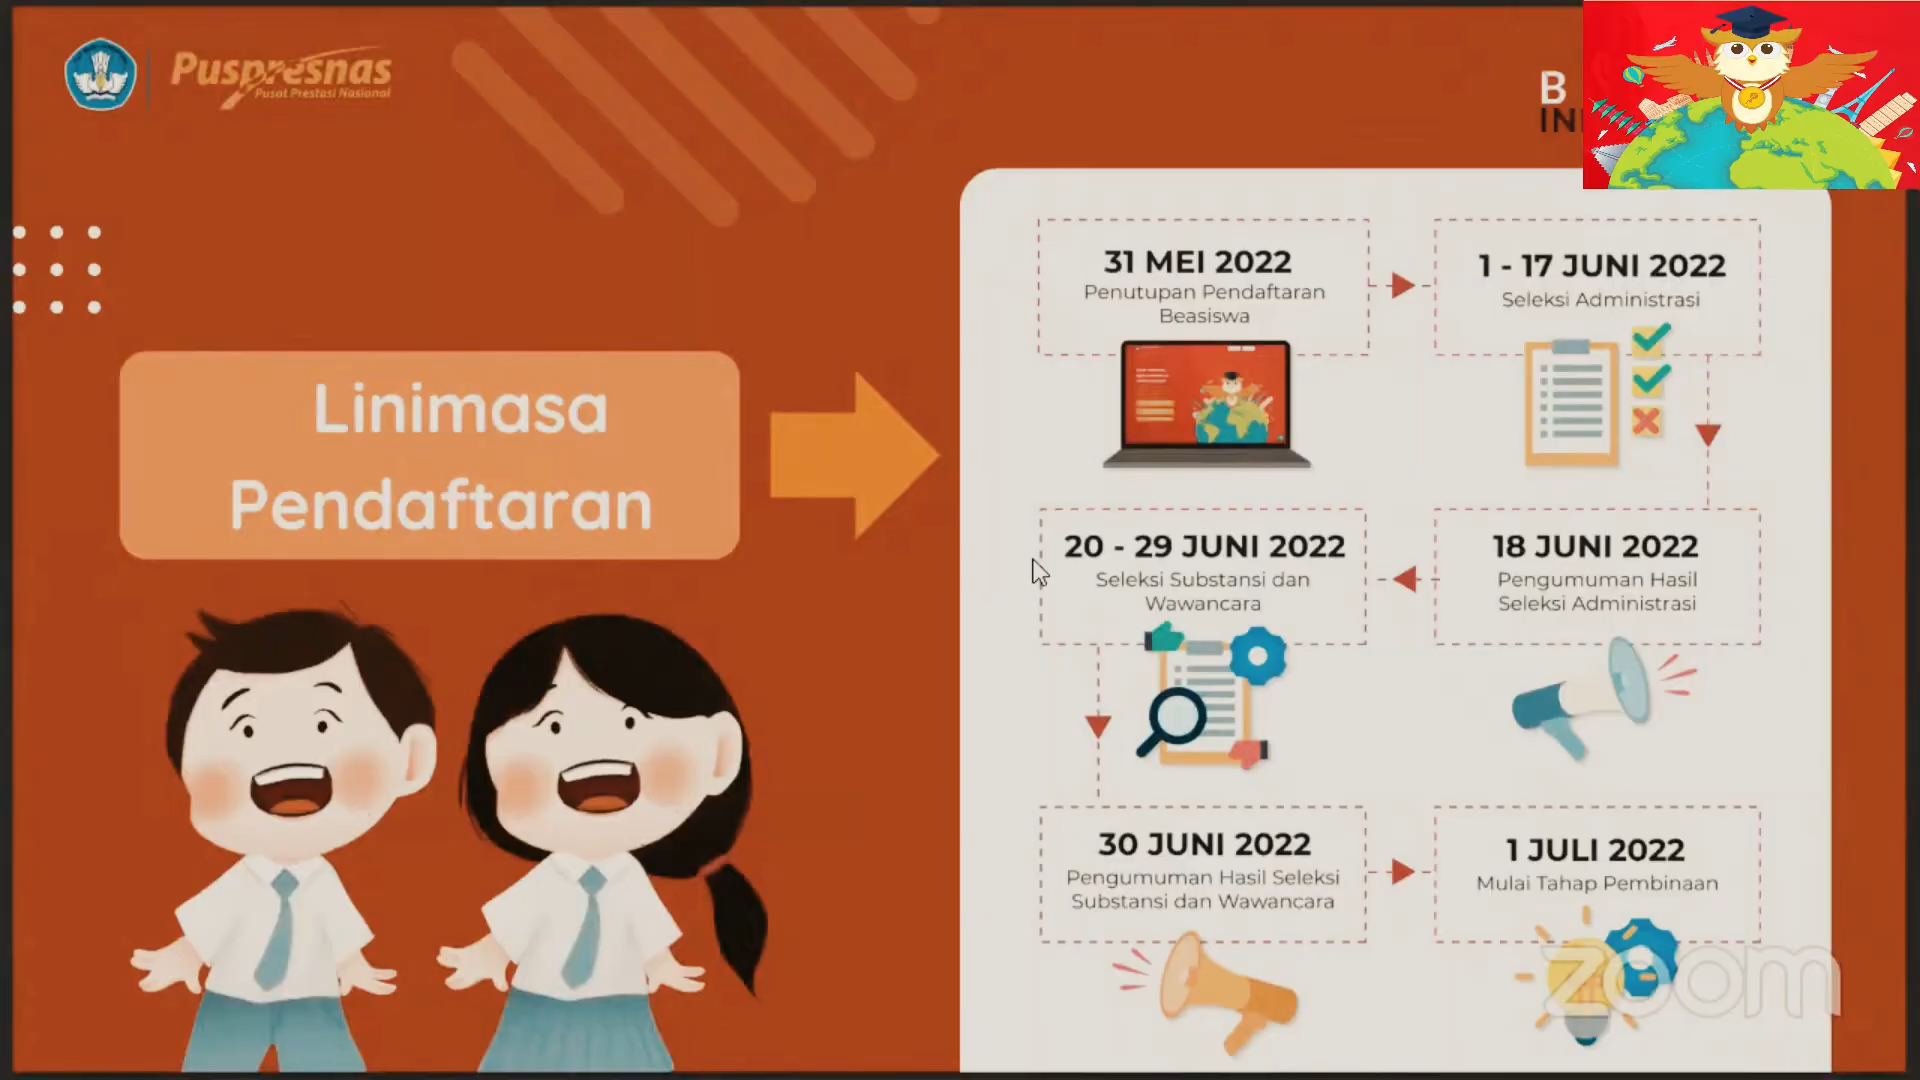 Puspresnas
Pusat Prestasi Nasional
B
IN
Linimasa
Pendaftaran
31 MEI 2022
Penutupan Pendaftaran
Beasiswa
1 - 17 JUNI 2022
Seleksi Administrasi
20 - 29 JUNI 2022
Seleksi Substansi dan
Wawancara
18 JUNI 2022
Pengumuman Hasil
Seleksi Administrasi
30 JUNI 2022
Pengumuman Hasil Seleksi
Substansi dan Wawancara
1 JULI 2022
Mulai Tahap Pembinaan
zoom